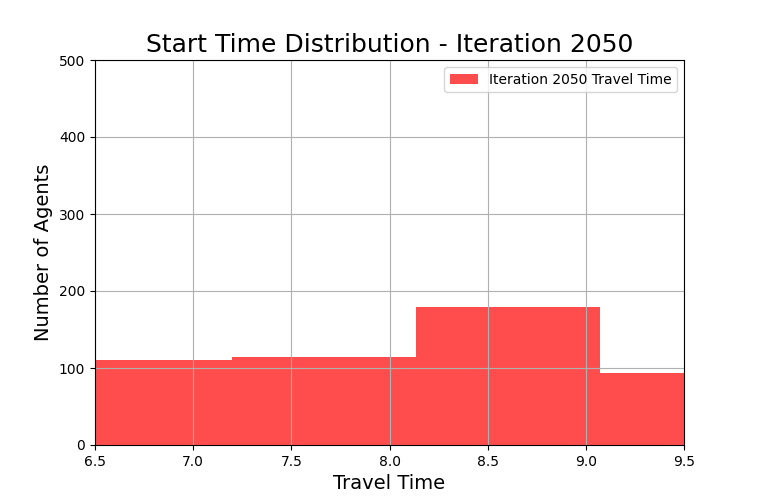 Start Time Distribution - Iteration 2050
Iteration 2050 Travel Time
Number of Agents
500
400
300
200
100
0
6.5 7.0 7.5 8.0 8.5 9.0 9.5
Travel Time